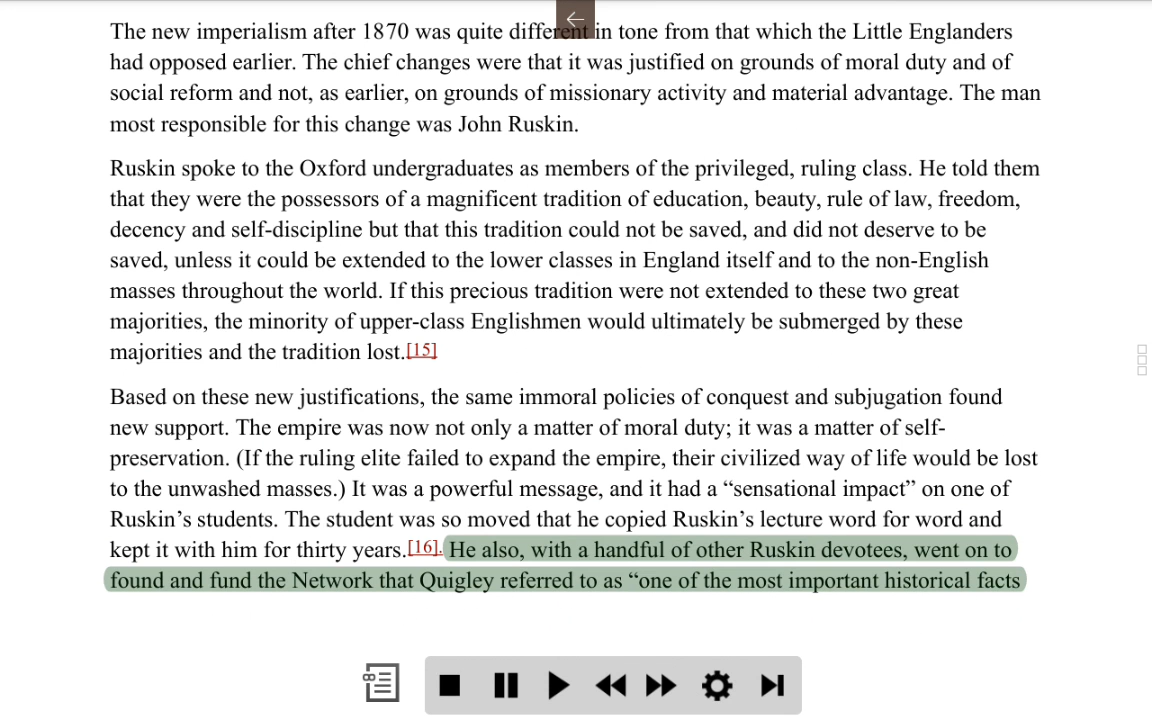 The new imperialism after 1870 was quite different in tone from that which the Little Englanders
had opposed earlier. The chief changes were that it was justified on grounds of moral duty and of
social reform and not, as earlier, on grounds of missionary activity and material advantage. The man
most responsible for this change was John Ruskin.
Ruskin spoke to the Oxford undergraduates as members of the privileged, ruling class. He told them
that they were the possessors of a magnificent tradition of education, beauty, rule of law, freedom,
decency and self-discipline but that this tradition could not be saved, and did not deserve to be
saved, unless it could be extended to the lower classes in England itself and to the non-English
masses throughout the world. If this precious tradition were not extended to these two great
majorities, the minority of upper-class Englishmen would ultimately be submerged by these
majorities and the tradition lost.[15]
Based on these new justifications, the same immoral policies of conquest and subjugation found
new support. The empire was now not only a matter of moral duty; it was a matter of self-
preservation. (If the ruling elite failed to expand the empire, their civilized way of life would be lost
to the unwashed masses.) It was a powerful message, and it had a “sensational impact” on one of
Ruskin’s students. The student was so moved that he copied Ruskin’s lecture word for word and
kept it with him for thirty years.[16]. He also, with a handful of other Ruskin devotees, went on to
found and fund the Network that Quigley referred to as “one of the most important historical facts